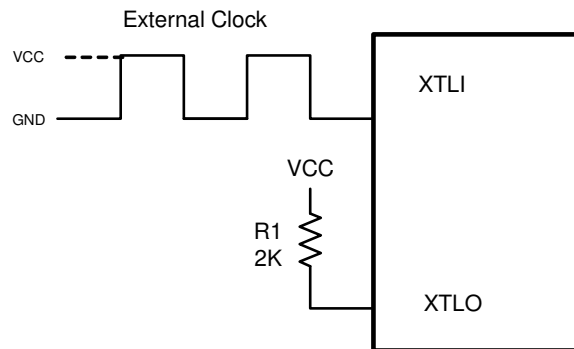 External Clock
VCC
GND
XTLI
VCC
R1
2K
XTLO